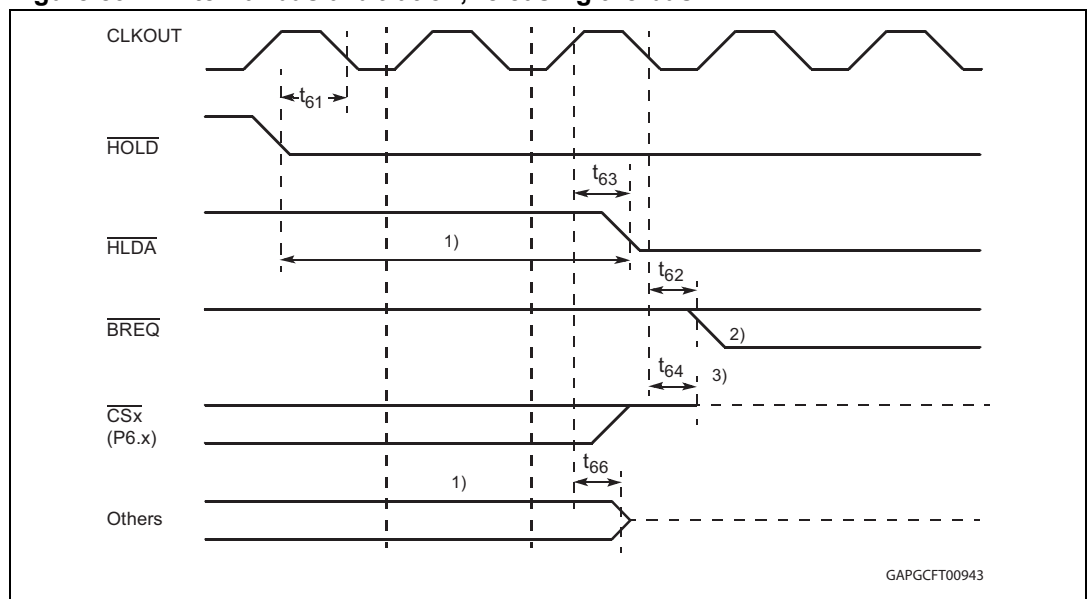 CLKOUT
t61
HOLD
t63
HLDA
1)
t62
BREQ
2)
t64
3)
CSx
(P6.x)
t66
1)
Others
GAPGCFT00943